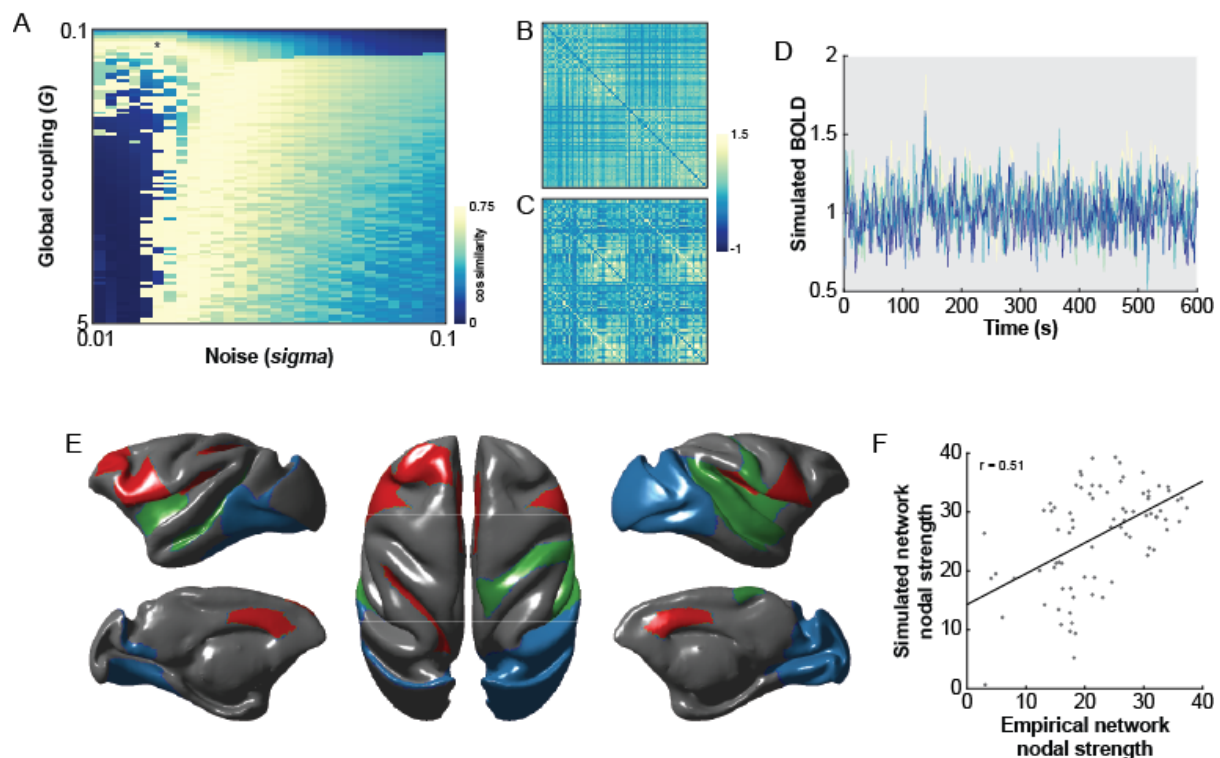 A
0.1
*
Global coupling (G)
5
0.01
0.1
Noise (sigma)
0.75
cos similarity
0
B
C
1.5
-1
D
2
1.5
1
0.5
Simulated BOLD
0
100
200
300
400
500
600
Time (s)
E
F
r = 0.51
40
30
20
10
0
Simulated network
nodal strength
0
10
20
30
40
Empirical network
nodal strength